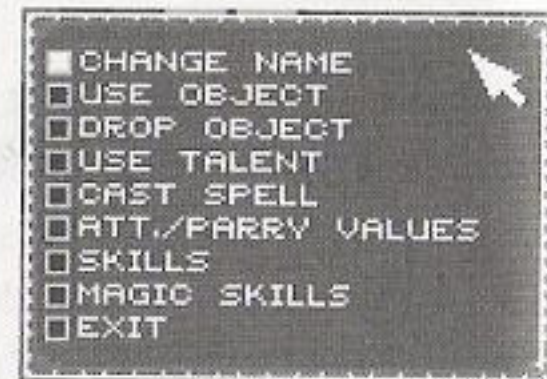 CHANGE NAME
USE OBJECT
DROP OBJECT
USE TALENT
CAST SPELL
ATT./PARRY VALUES
SKILLS
MAGIC SKILLS
EXIT